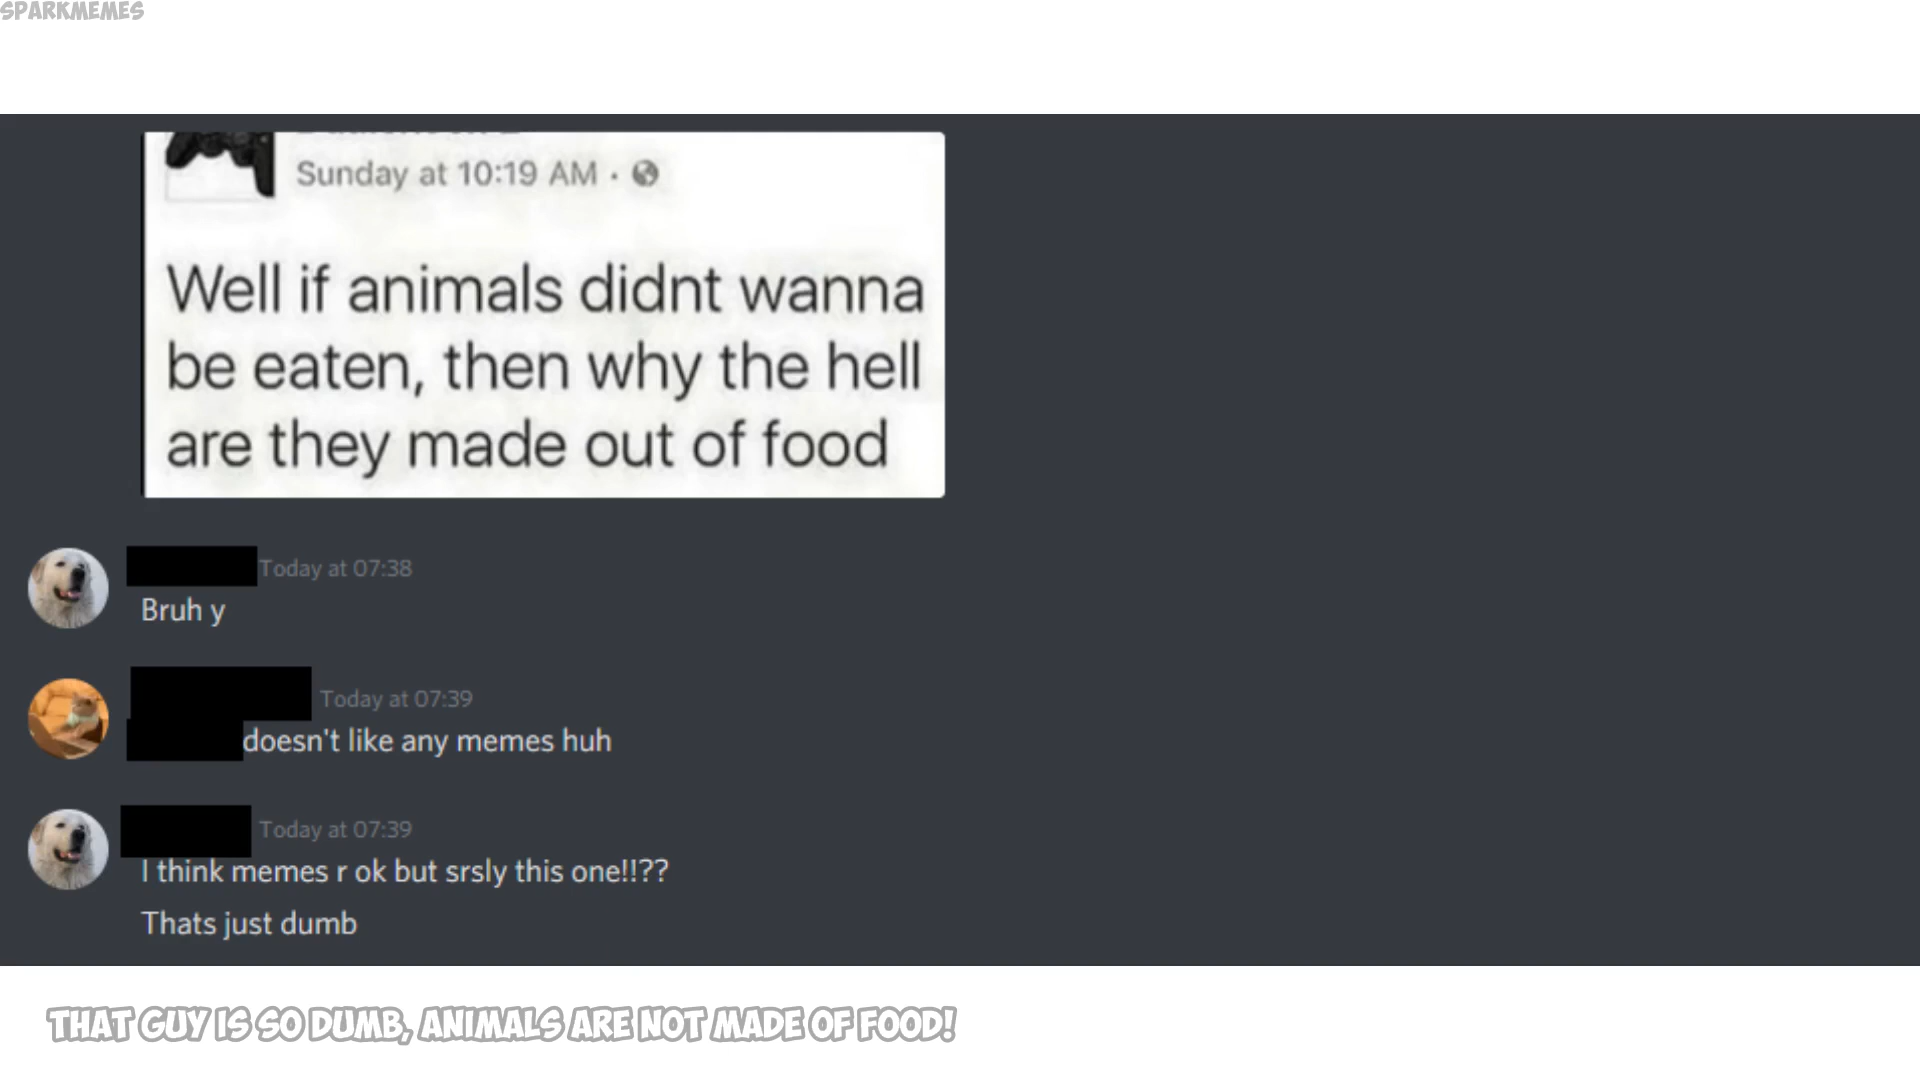 SPARKMEMES
Sunday at 10:19 AM ·
Well if animals didnt wanna
be eaten, then why the hell
are they made out of food
Today at 07:38
Bruh y
Today at 07:39
doesn't like any memes huh
Today at 07:39
I think memes r ok but srsly this one!!??
Thats just dumb
THAT GUY IS SO DUMB, ANIMALS ARE NOT MADE OF FOOD!